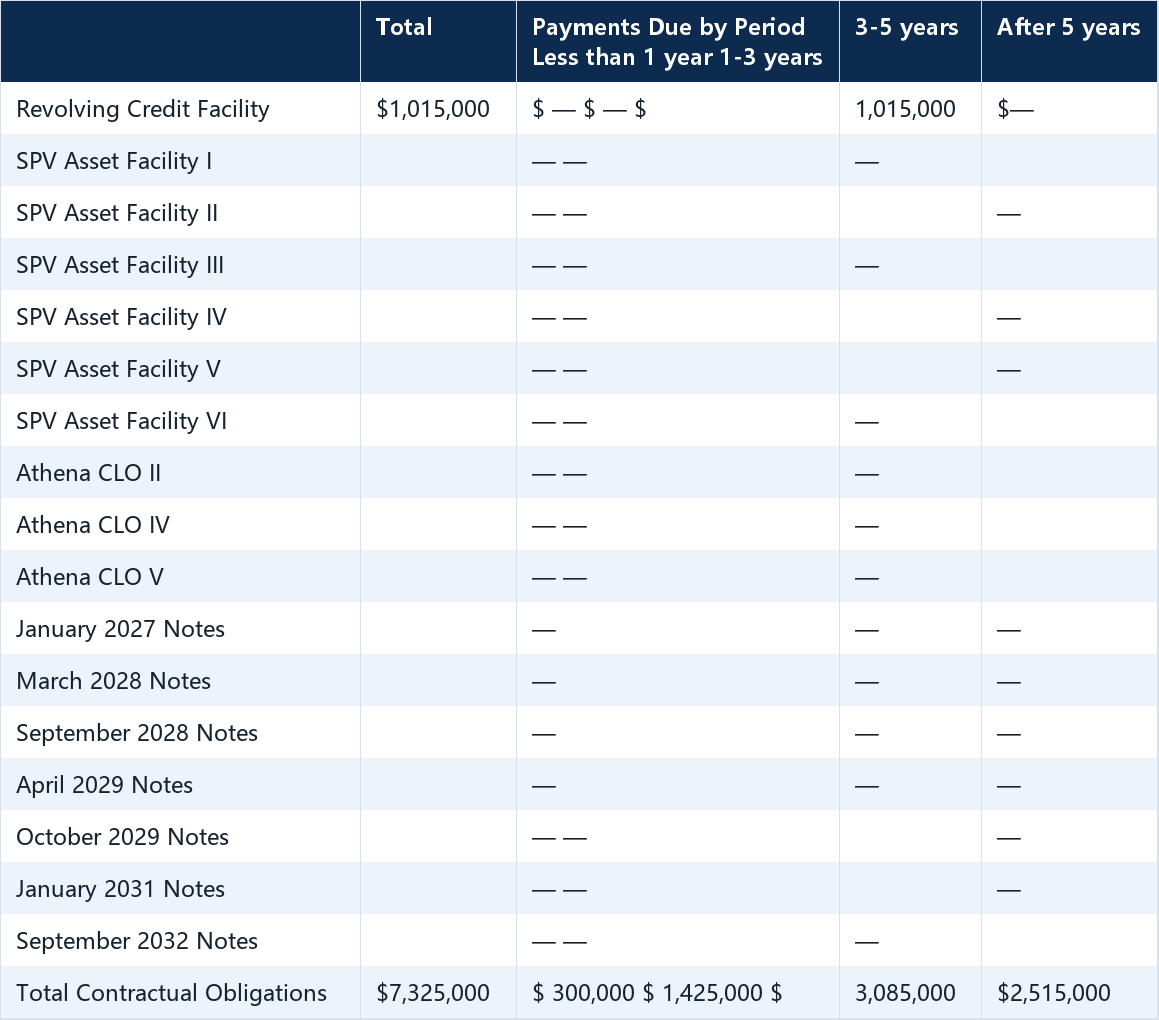 Total Payments Due by Period 3-5 years After 5 years
Less than 1 year 1-3 years
Revolving Credit Facility $1,015,000 $ — $ — $ 1,015,000 $—
SPV Asset Facility I — — —
SPV Asset Facility II — — —
SPV Asset Facility III — — —
SPV Asset Facility IV — — —
SPV Asset Facility V — — —
SPV Asset Facility VI — — —
Athena CLO II — — —
Athena CLO IV — — —
Athena CLO V — — —
January 2027 Notes — — —
March 2028 Notes — — —
September 2028 Notes — — —
April 2029 Notes — — —
October 2029 Notes — — —
January 2031 Notes — — —
September 2032 Notes — — —
Total Contractual Obligations $7,325,000 $ 300,000 $ 1,425,000 $ 3,085,000 $2,515,000